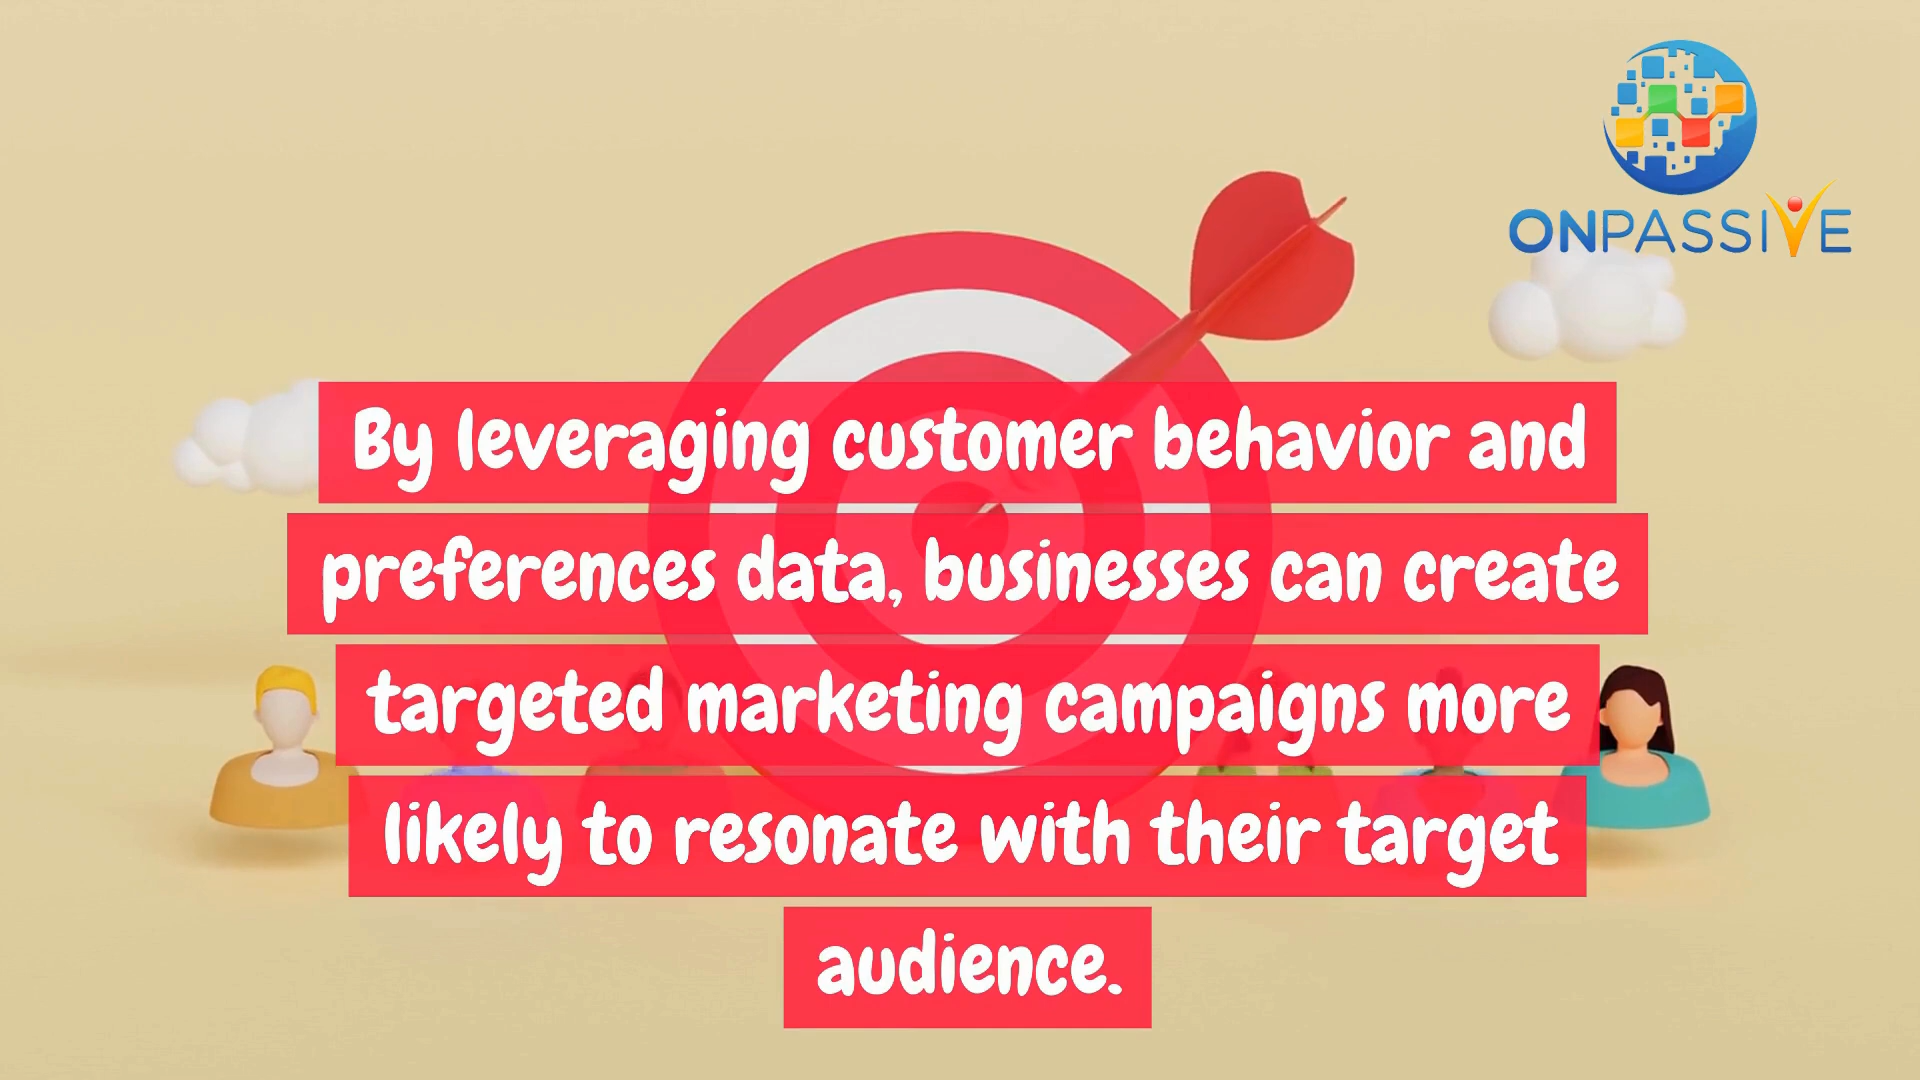 ONPASSIVE
By leveraging customer behavior and
preferences data, businesses can create
targeted marketing campaigns more
likely to resonate with their target
audience.